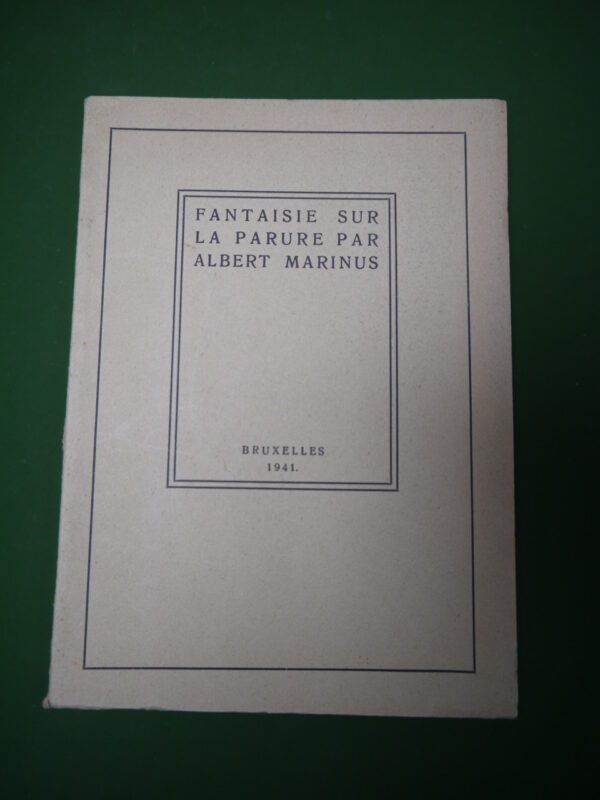 FANTAISIE SUR
LA PARURE PAR
ALBERT MARINUS
BRUXELLES
1941.